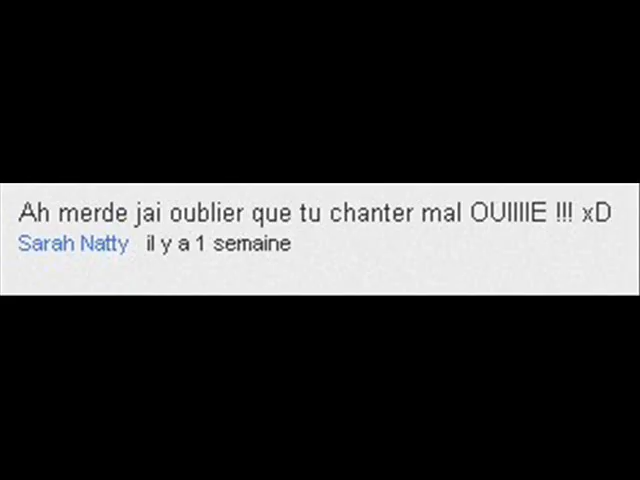 Ah merde jai oublier que tu chanter mal OUIIIIE !!! xD
Sarah Natty il y a 1 semaine